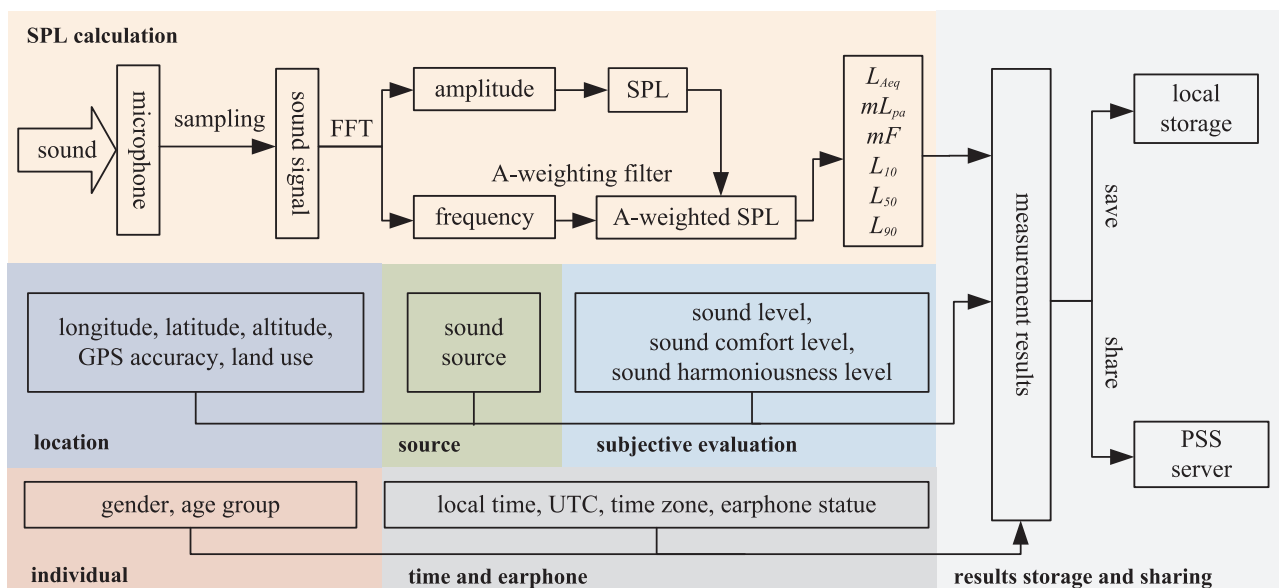 SPL calculation
sound
microphone
sampling
sound signal
FFT
amplitude
SPL
A-weighting filter
frequency
A-weighted SPL
L_Aeq
mL_pa
mF
L_10
L_50
L_90
longitude, latitude, altitude,
GPS accuracy, land use
location
sound
source
source
sound level,
sound comfort level,
sound harmoniousness level
subjective evaluation
gender, age group
individual
local time, UTC, time zone, earphone statue
time and earphone
measurement results
save
share
local
storage
PSS
server
results storage and sharing